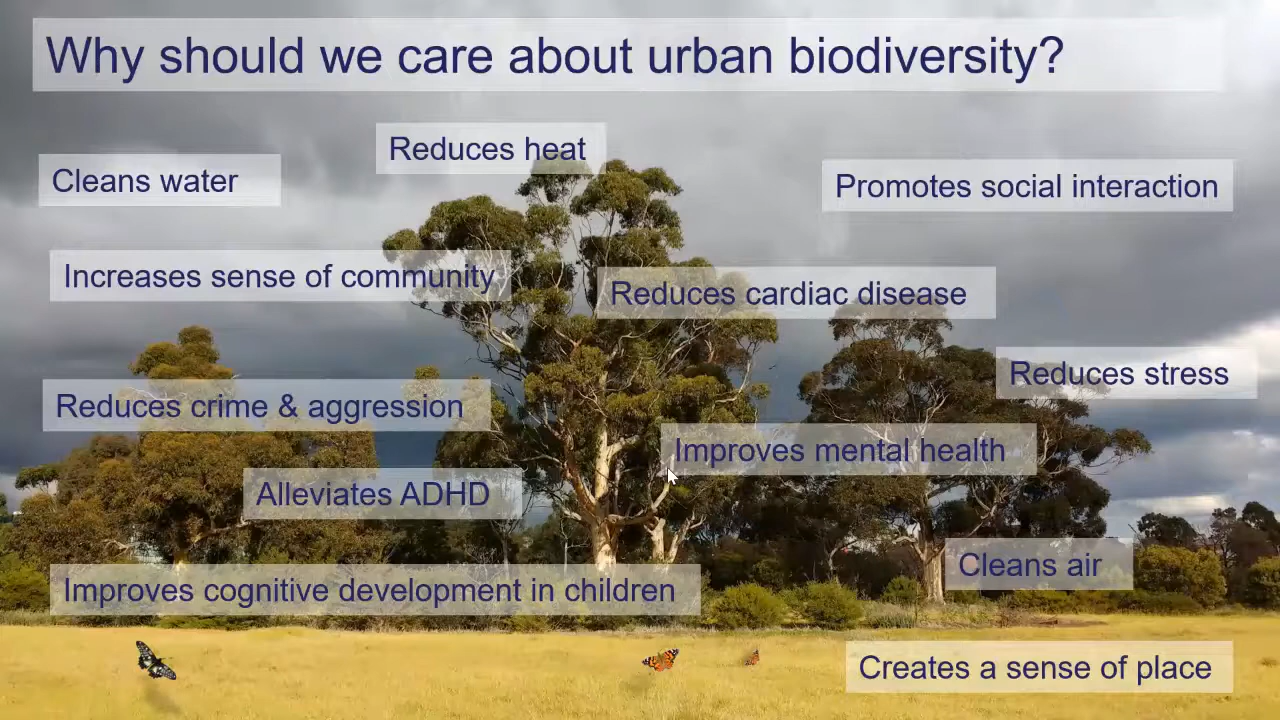 Why should we care about urban biodiversity?
Reduces heat
Cleans water
Promotes social interaction
Increases sense of community
Reduces cardiac disease
Reduces stress
Reduces crime & aggression
Improves mental health
Alleviates ADHD
Cleans air
Improves cognitive development in children
Creates a sense of place